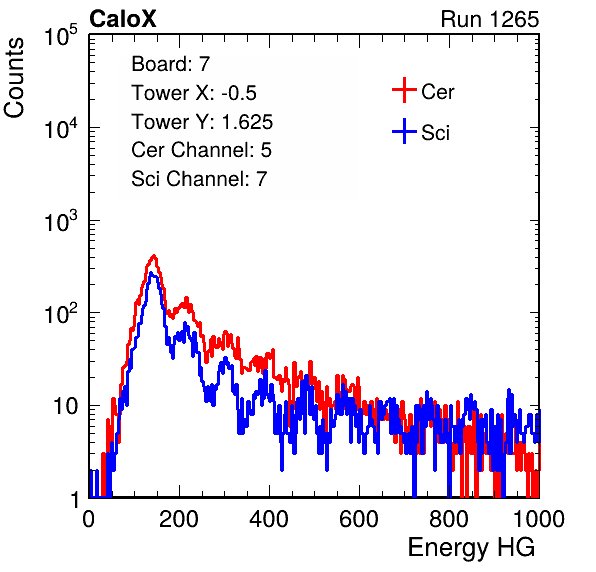 CaloX Run 1265
Counts
10^5
10^4
10^3
10^2
10
1
Board: 7
Tower X: -0.5
Tower Y: 1.625
Cer Channel: 5
Sci Channel: 7
Cer
Sci
0 200 400 600 800 1000
Energy HG